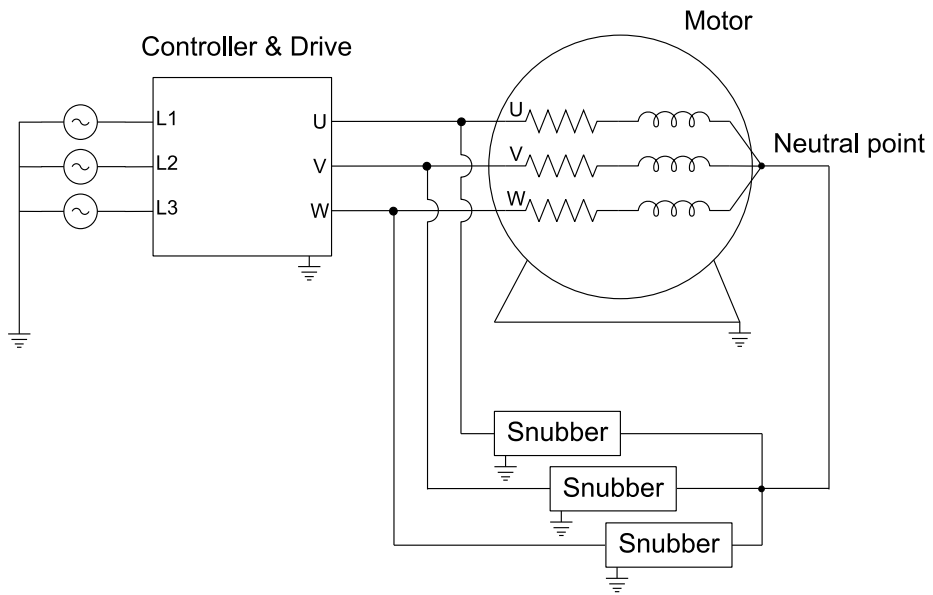 Motor
Controller & Drive
L1
L2
L3
U
V
W
U
V
W
Neutral point
Snubber
Snubber
Snubber